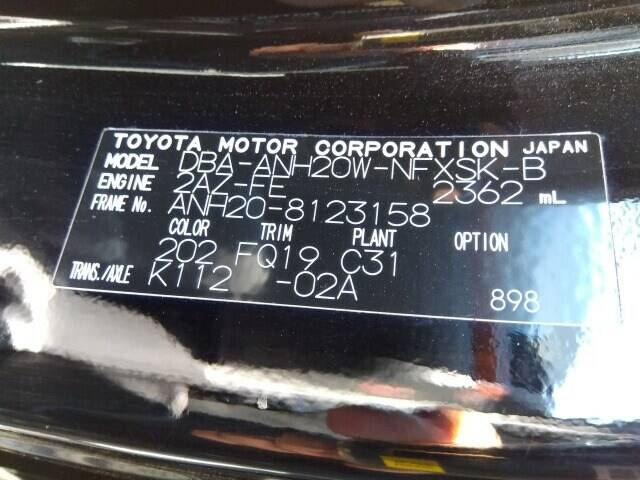 TOYOTA MOTOR CORPORATION JAPAN
MODEL DBA-ANH20W-NFXSK-B
ENGINE 2AZ-FE 2362 mL
FRAME No. ANH20-8123158
COLOR TRIM PLANT OPTION
202 FQ19 C31
TRANS./AXLE K112 -02A 898